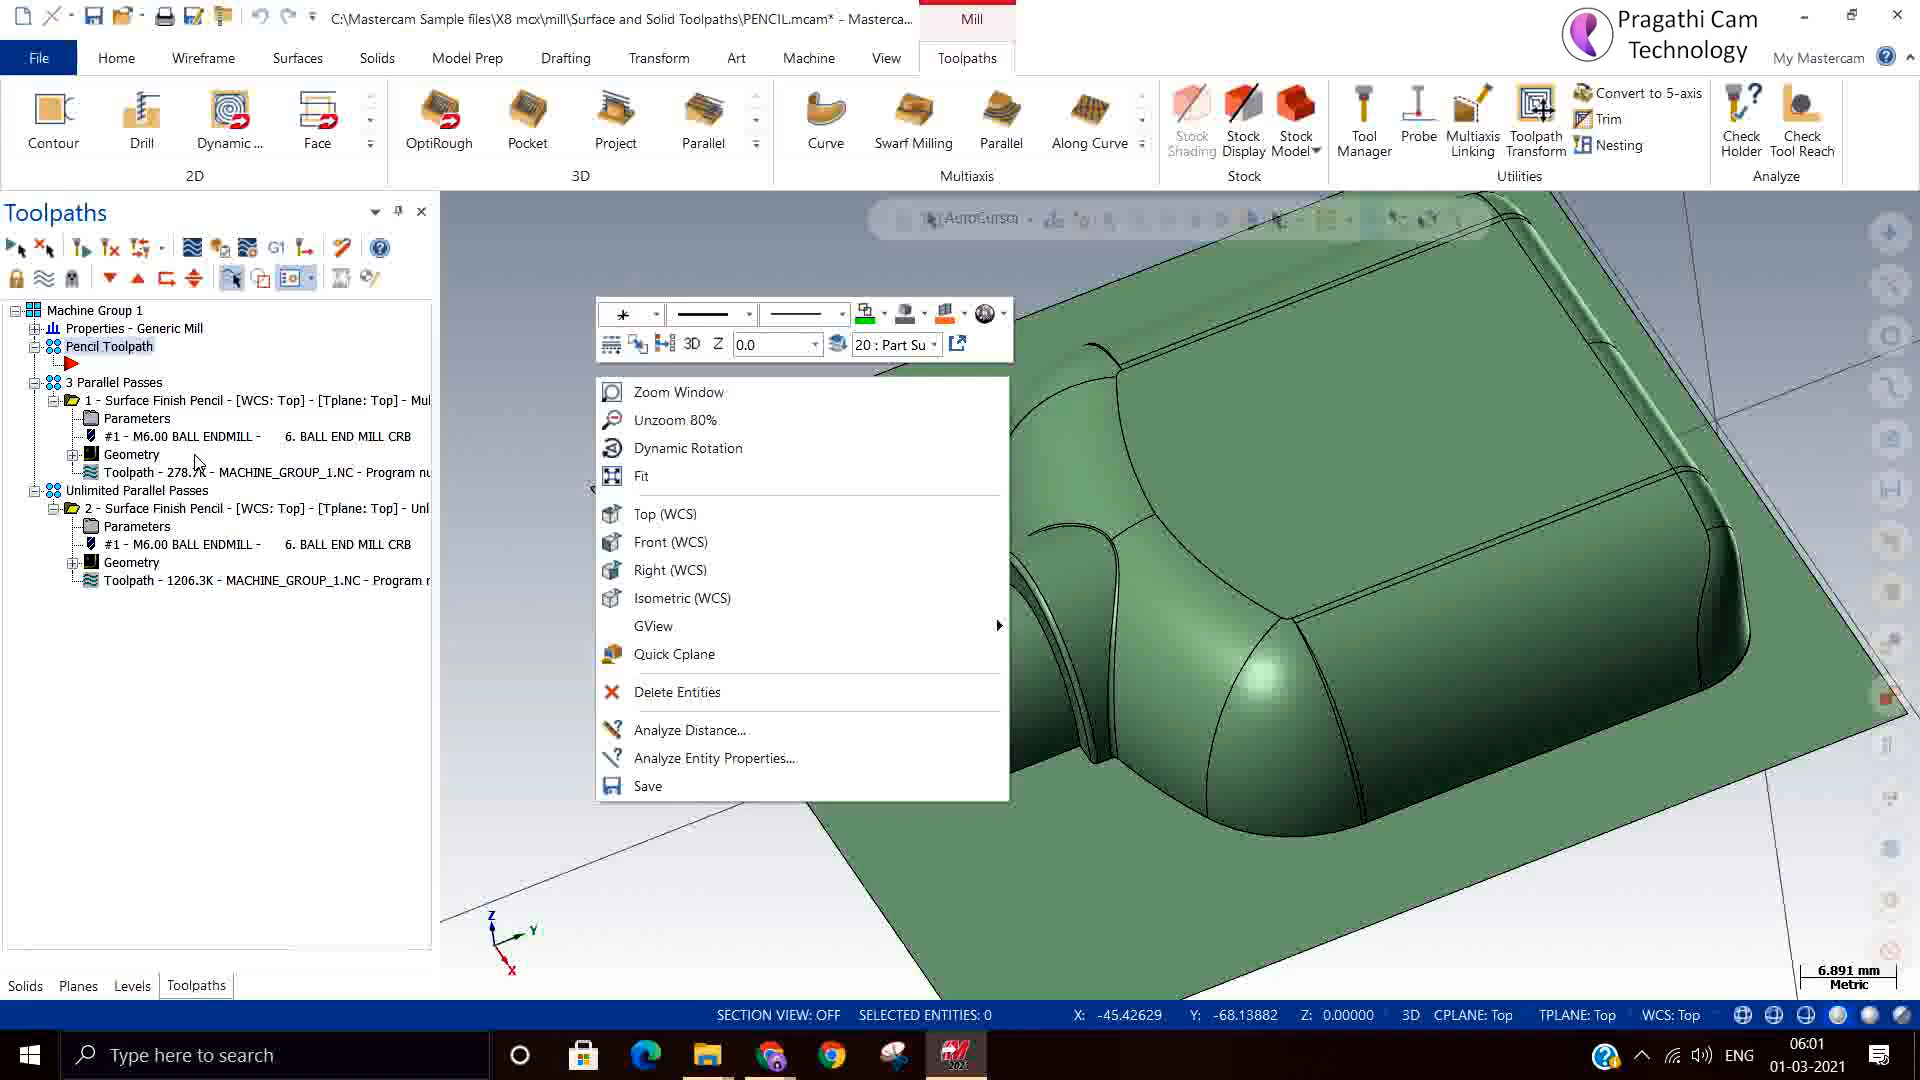 C:\Mastercam Sample files\X8 mcx\mill\Surface and Solid Toolpaths\PENCIL.mcam* - Masterca...
Mill
Pragathi Cam
Technology
File
Home
Wireframe
Surfaces
Solids
Model Prep
Drafting
Transform
Art
Machine
View
Toolpaths
My Mastercam
Contour
Drill
Dynamic ...
Face
2D
OptiRough
Pocket
Project
Parallel
3D
Curve
Swarf Milling
Parallel
Along Curve
Multiaxis
Stock
Shading
Stock
Display
Stock
Model
Stock
Tool
Manager
Probe
Multiaxis
Linking
Toolpath
Transform
Convert to 5-axis
Trim
Nesting
Utilities
Check
Holder
Check
Tool Reach
Analyze
Toolpaths
G1
AutoCursor
Machine Group 1
Properties - Generic Mill
Pencil Toolpath
3 Parallel Passes
1 - Surface Finish Pencil - [WCS: Top] - [Tplane: Top] - Mul
Parameters
#1 - M6.00 BALL ENDMILL - 6. BALL END MILL CRB
Geometry
Toolpath - 278.7K - MACHINE_GROUP_1.NC - Program nu
Unlimited Parallel Passes
2 - Surface Finish Pencil - [WCS: Top] - [Tplane: Top] - Unl
Parameters
#1 - M6.00 BALL ENDMILL - 6. BALL END MILL CRB
Geometry
Toolpath - 1206.3K - MACHINE_GROUP_1.NC - Program r
3D
Z
0.0
20 : Part Su
Zoom Window
Unzoom 80%
Dynamic Rotation
Fit
Top (WCS)
Front (WCS)
Right (WCS)
Isometric (WCS)
GView
Quick Cplane
Delete Entities
Analyze Distance...
Analyze Entity Properties...
Save
Z
Y
X
6.891 mm
Metric
Solids
Planes
Levels
Toolpaths
SECTION VIEW: OFF
SELECTED ENTITIES: 0
X: -45.42629
Y: -68.13882
Z: 0.00000
3D
CPLANE: Top
TPLANE: Top
WCS: Top
Type here to search
2021
ENG
06:01
01-03-2021